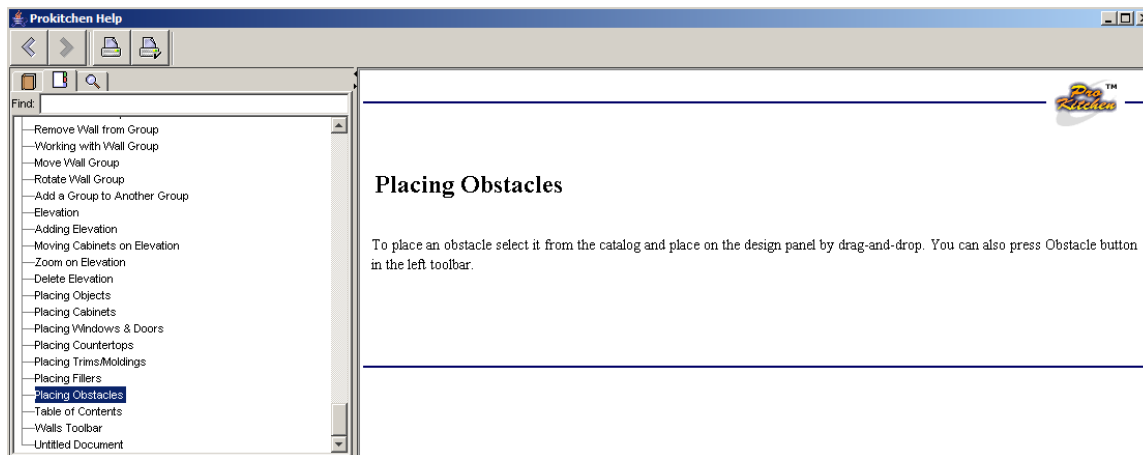 Prokitchen Help
Find:
Remove Wall from Group
Working with Wall Group
Move Wall Group
Rotate Wall Group
Add a Group to Another Group
Elevation
Adding Elevation
Moving Cabinets on Elevation
Zoom on Elevation
Delete Elevation
Placing Objects
Placing Cabinets
Placing Windows & Doors
Placing Countertops
Placing Trims/Moldings
Placing Fillers
Placing Obstacles
Table of Contents
Walls Toolbar
Untitled Document
Pro TM
Kitchen
Placing Obstacles
To place an obstacle select it from the catalog and place on the design panel by drag-and-drop. You can also press Obstacle button
in the left toolbar.